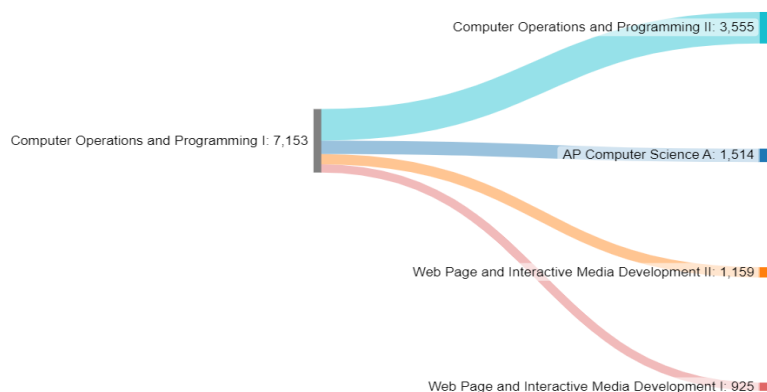 Computer Operations and Programming II: 3,555
Computer Operations and Programming I: 7,153
AP Computer Science A: 1,514
Web Page and Interactive Media Development II: 1,159
Web Page and Interactive Media Development I: 925